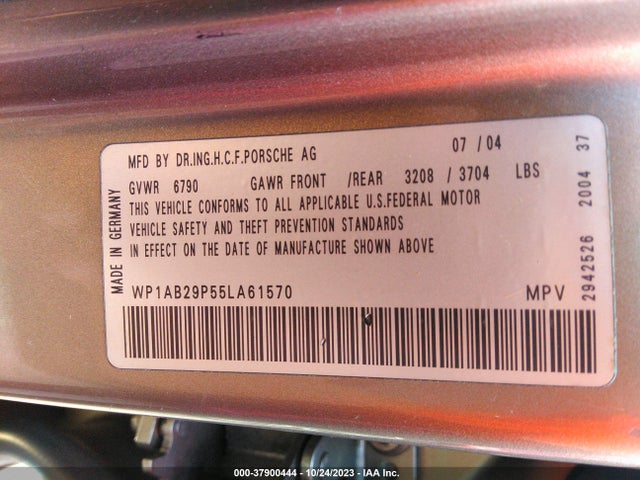 MFD BY DR.ING.H.C.F.PORSCHE AG 07 / 04
GVWR 6790 GAWR FRONT /REAR 3208 / 3704 LBS
THIS VEHICLE CONFORMS TO ALL APPLICABLE U.S.FEDERAL MOTOR
VEHICLE SAFETY AND THEFT PREVENTION STANDARDS
IN EFFECT ON THE DATE OF MANUFACTURE SHOWN ABOVE
WP1AB29P55LA61570 MPV
MADE IN GERMANY
2942526 2004 37
000-37900444 - 10/24/2023 - IAA Inc.